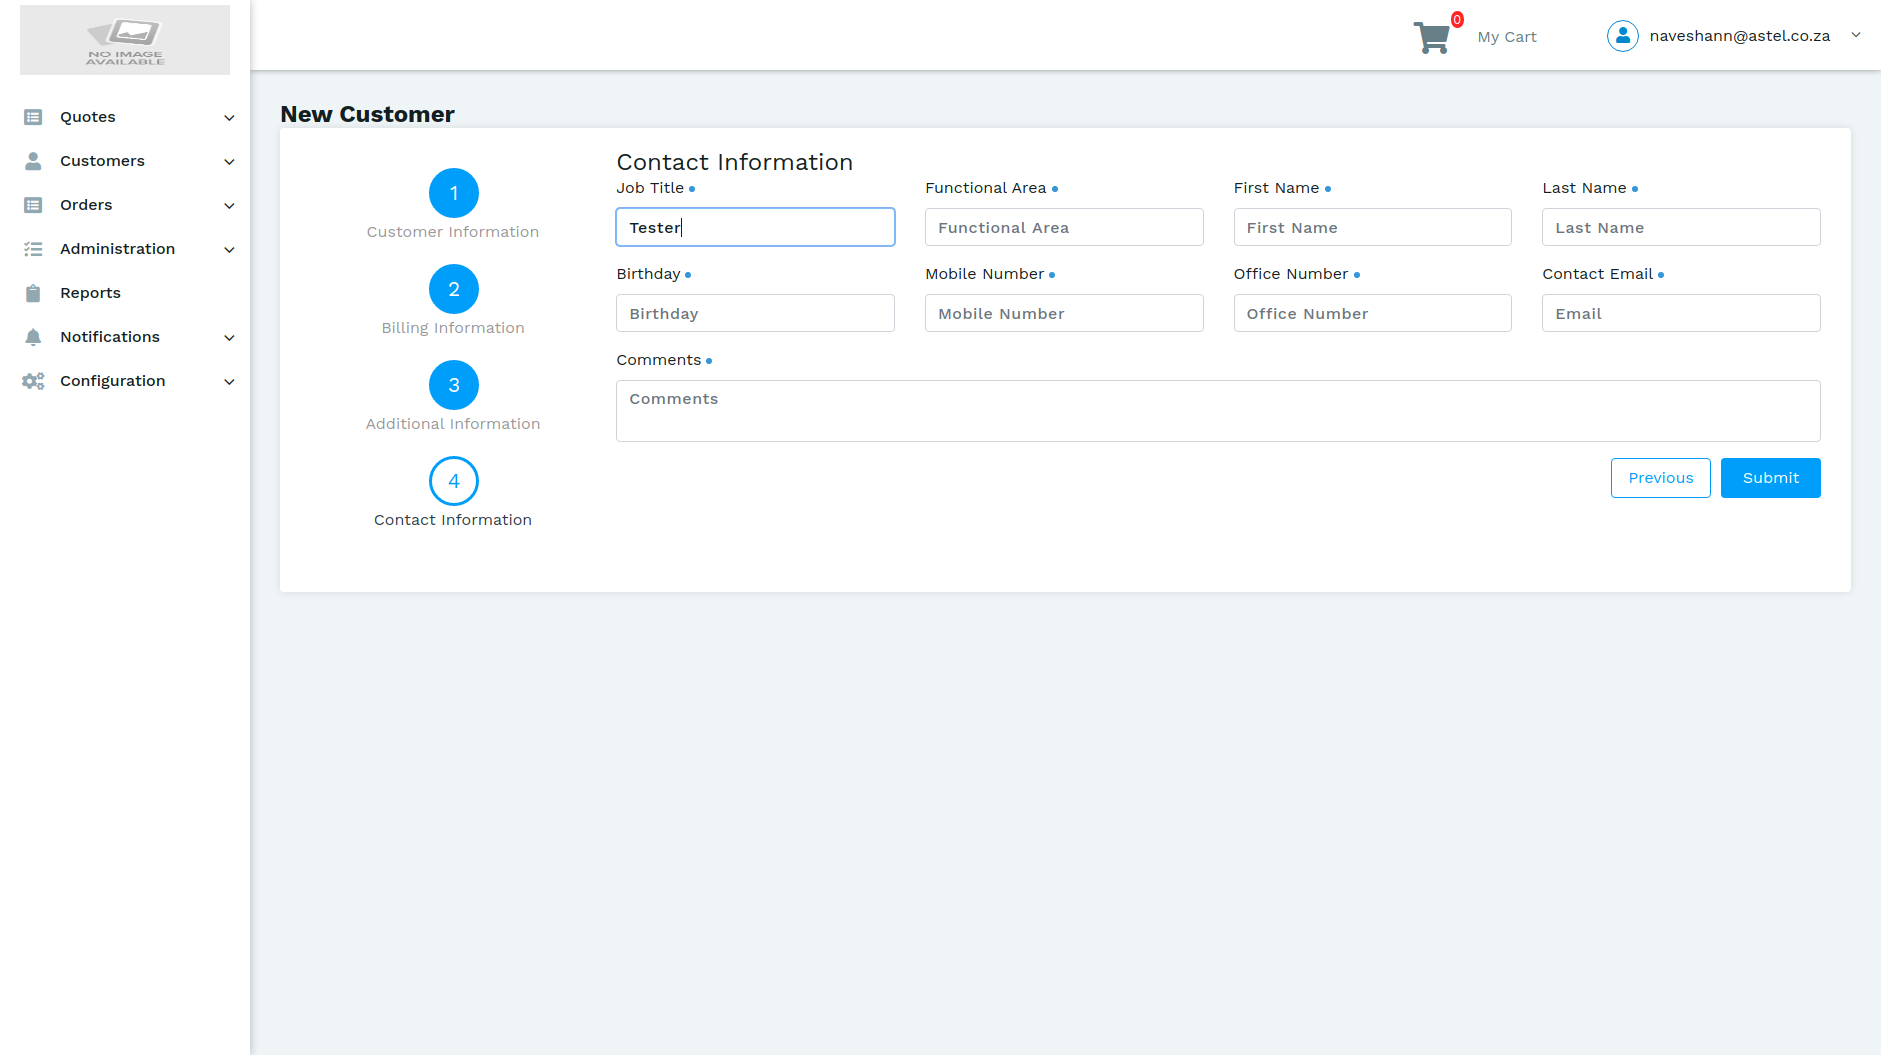 NO IMAGE
AVAILABLE
0
My Cart
naveshann@astel.co.za
Quotes
Customers
Orders
Administration
Reports
Notifications
Configuration
New Customer
1
Customer Information
2
Billing Information
3
Additional Information
4
Contact Information
Contact Information
Job Title
Functional Area
First Name
Last Name
Tester
Functional Area
First Name
Last Name
Birthday
Mobile Number
Office Number
Contact Email
Birthday
Mobile Number
Office Number
Email
Comments
Comments
Previous
Submit